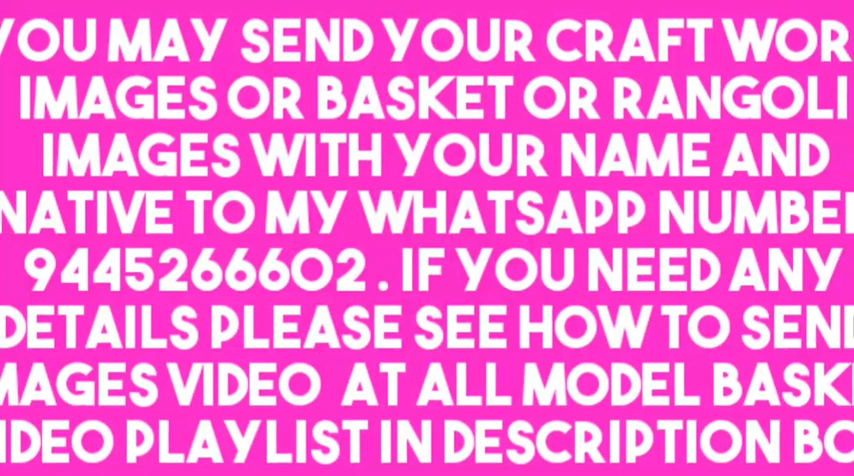 YOU MAY SEND YOUR CRAFT WOR
IMAGES OR BASKET OR RANGOLI
IMAGES WITH YOUR NAME AND
NATIVE TO MY WHATSAPP NUMBER
9445266602 . IF YOU NEED ANY
DETAILS PLEASE SEE HOW TO SEND
MAGES VIDEO AT ALL MODEL BASKE
IDEO PLAYLIST IN DESCRIPTION BO